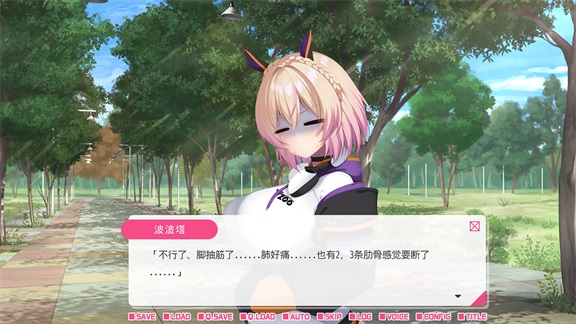 ZOG
波波塔
「不行了、脚抽筋了......肺好痛......也有2，3条肋骨感觉要断了
......」
SAVE LOAD Q.SAVE Q.LOAD AUTO SKIP LOG VOICE CONFIG TITLE